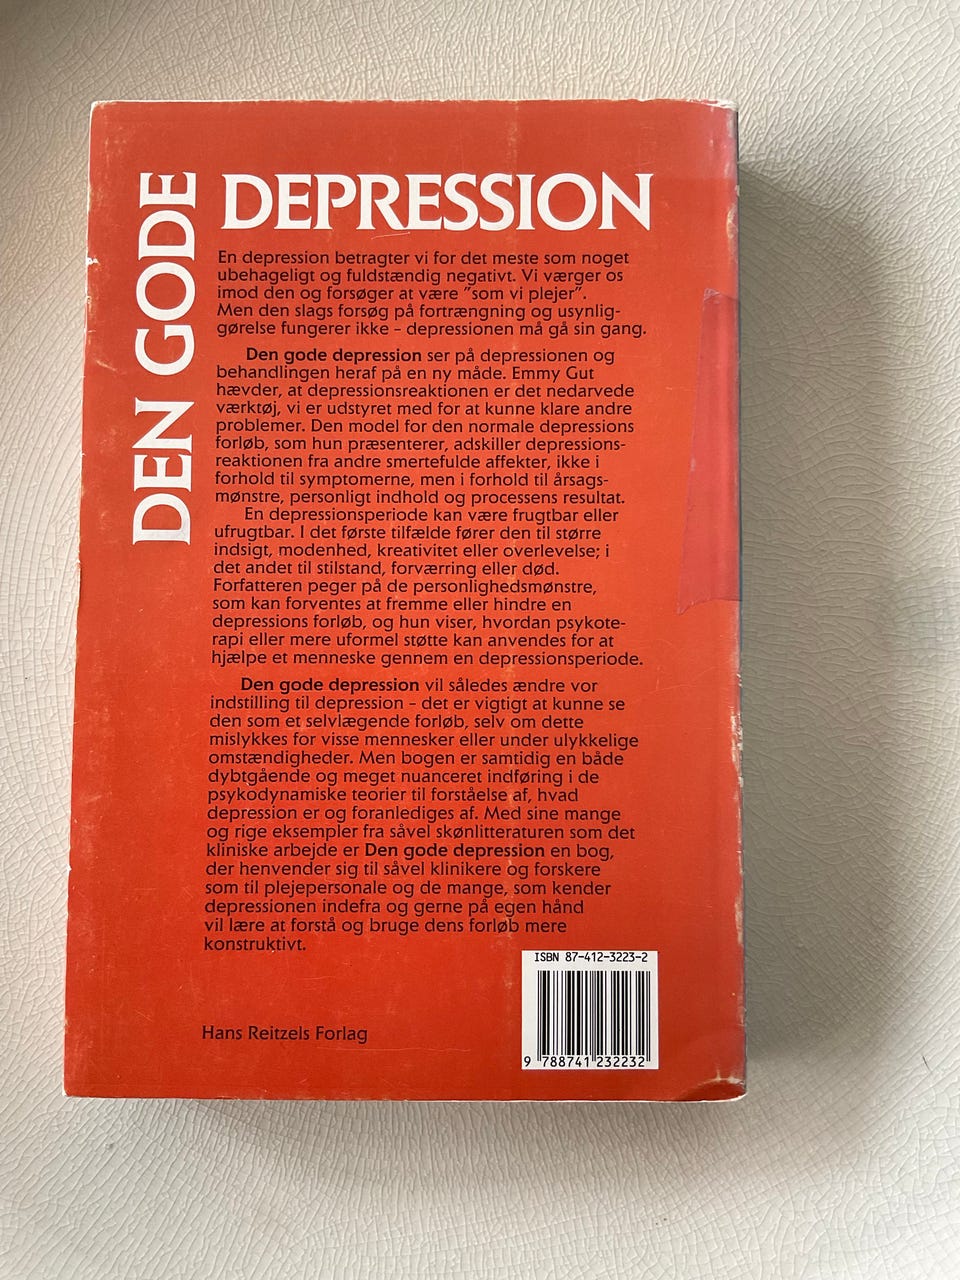 DEN GODE
DEPRESSION
En depression betragter vi for det meste som noget
ubehageligt og fuldstændig negativt. Vi værger os
imod den og forsøger at være "som vi plejer".
Men den slags forsøg på fortrængning og usynlig-
gørelse fungerer ikke – depressionen må gå sin gang.
Den gode depression ser på depressionen og
behandlingen heraf på en ny måde. Emmy Gut
hævder, at depressionsreaktionen er det nedarvede
værktøj, vi er udstyret med for at kunne klare andre
problemer. Den model for den normale depressions
forløb, som hun præsenterer, adskiller depressions-
reaktionen fra andre smertefulde affekter, ikke i
forhold til symptomerne, men i forhold til årsags-
mønstre, personligt indhold og processens resultat.
En depressionsperiode kan være frugtbar eller
ufrugtbar. I det første tilfælde fører den til større
indsigt, modenhed, kreativitet eller overlevelse; i
det andet til stilstand, forværring eller død.
Forfatteren peger på de personlighedsmønstre,
som kan forventes at fremme eller hindre en
depressions forløb, og hun viser, hvordan psykote-
rapi eller mere uformel støtte kan anvendes for at
hjælpe et menneske gennem en depressionsperiode.
Den gode depression vil således ændre vor
indstilling til depression – det er vigtigt at kunne se
den som et selvlægende forløb, selv om dette
mislykkes for visse mennesker eller under ulykkelige
omstændigheder. Men bogen er samtidig en både
dybtgående og meget nuanceret indføring i de
psykodynamiske teorier til forståelse af, hvad
depression er og foranlediges af. Med sine mange
og rige eksempler fra såvel skønlitteraturen som det
kliniske arbejde er Den gode depression en bog,
der henvender sig til såvel klinikere og forskere
som til plejepersonale og de mange, som kender
depressionen indefra og gerne på egen hånd
vil lære at forstå og bruge dens forløb mere
konstruktivt.
ISBN 87-412-3223-2
Hans Reitzels Forlag
9 788741 232232